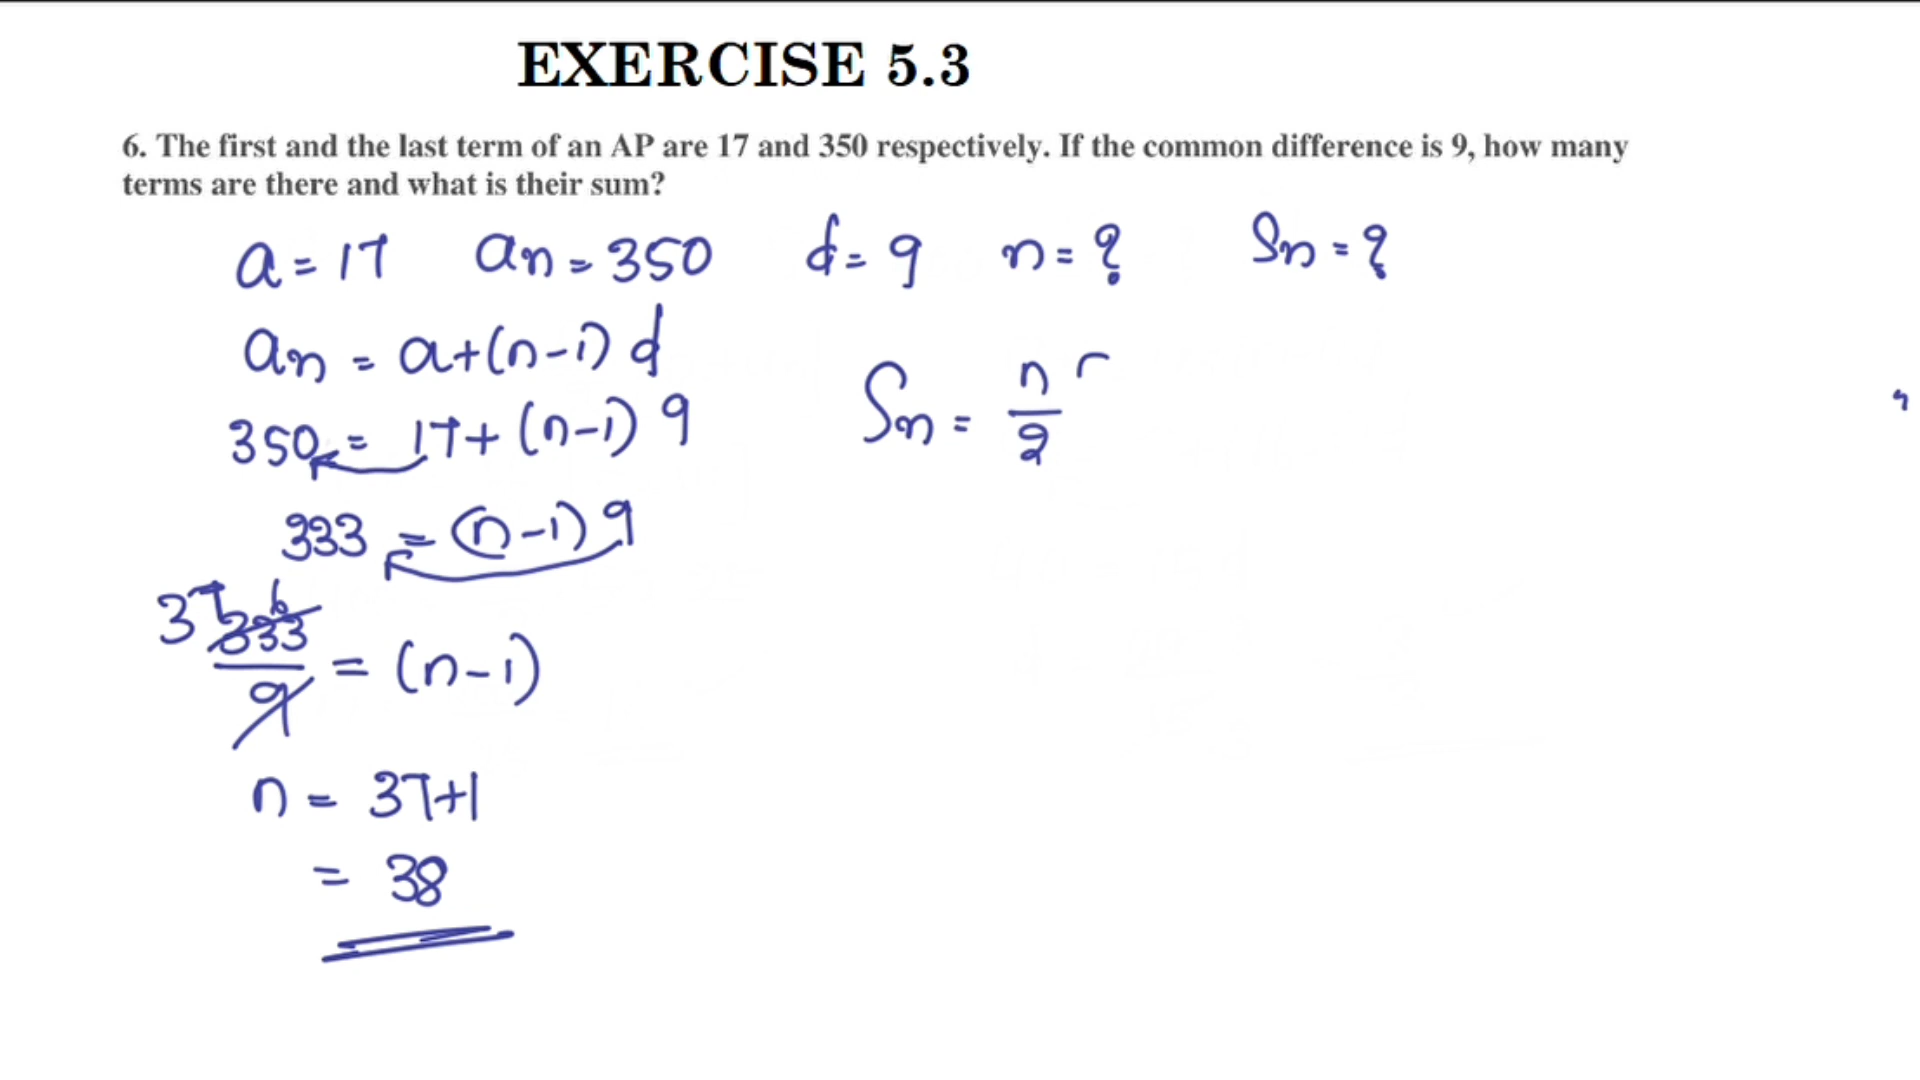 EXERCISE 5.3
6. The first and the last term of an AP are 17 and 350 respectively. If the common difference is 9, how many
terms are there and what is their sum?
a = 17 an = 350 d = 9 n = ? Sn = ?
an = a+(n-1) d
350 = 17+ (n-1) 9
333 = (n-1) 9
37 6
333/9 = (n-1)
n = 37+1
= 38
Sn = n/2